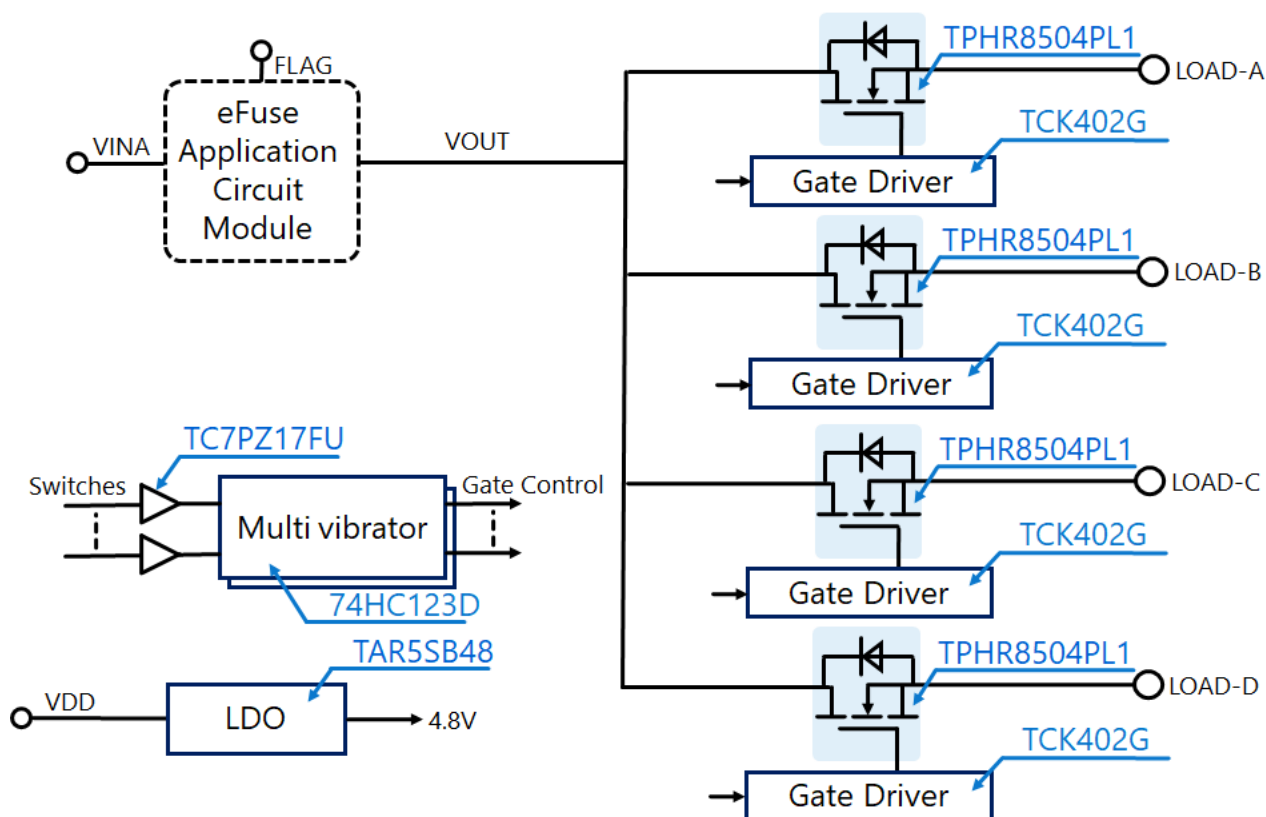 FLAG
eFuse
Application
Circuit
Module
VINA
VOUT
TPHR8504PL1
LOAD-A
TCK402G
Gate Driver
TPHR8504PL1
LOAD-B
TCK402G
Gate Driver
TC7PZ17FU
Switches
Multi vibrator
Gate Control
74HC123D
TPHR8504PL1
LOAD-C
TCK402G
Gate Driver
TAR5SB48
VDD
LDO
4.8V
TPHR8504PL1
LOAD-D
TCK402G
Gate Driver